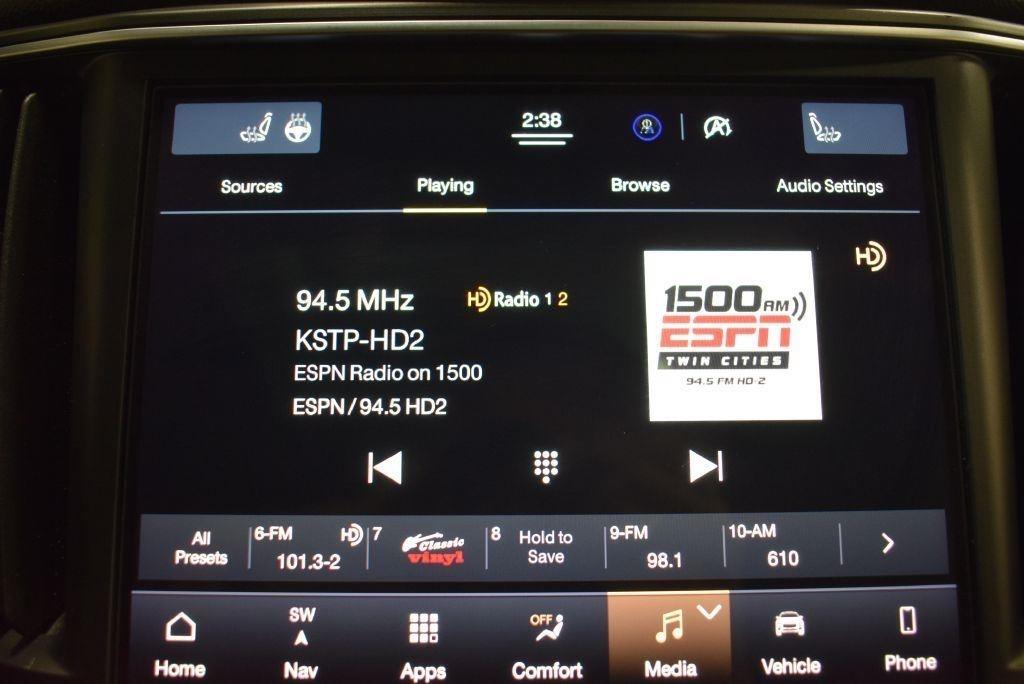 2:38
Sources Playing Browse Audio Settings
HD
94.5 MHz HD Radio 1 2
KSTP-HD2
ESPN Radio on 1500
ESPN / 94.5 HD2
1500 AM
ESPN
TWIN CITIES
94.5 FM HD-2
All Presets
6-FM HD
101.3-2
7
Classic
Vinyl
8
Hold to
Save
9-FM
98.1
10-AM
610
OFF
SW
Home Nav Apps Comfort Media Vehicle Phone